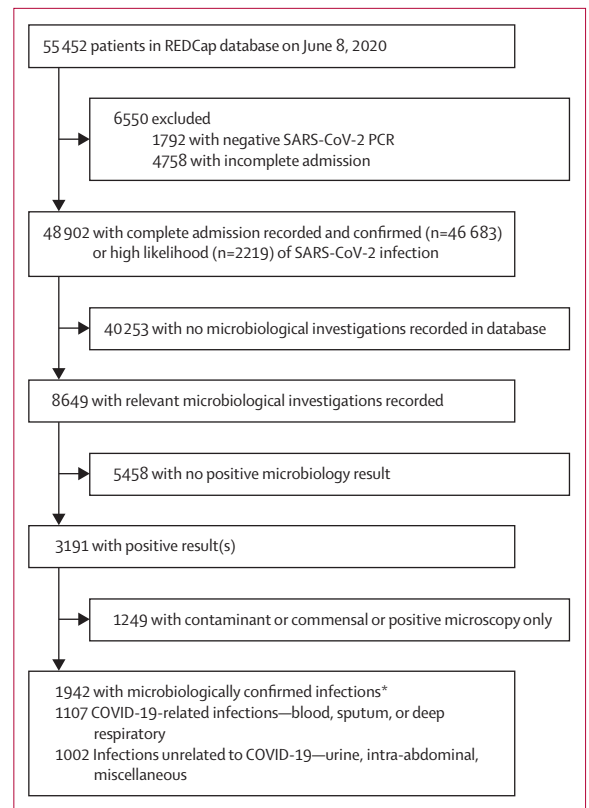 55 452 patients in REDCap database on June 8, 2020
6550 excluded
1792 with negative SARS-CoV-2 PCR
4758 with incomplete admission
48 902 with complete admission recorded and confirmed (n=46 683)
or high likelihood (n=2219) of SARS-CoV-2 infection
40 253 with no microbiological investigations recorded in database
8649 with relevant microbiological investigations recorded
5458 with no positive microbiology result
3191 with positive result(s)
1249 with contaminant or commensal or positive microscopy only
1942 with microbiologically confirmed infections*
1107 COVID-19-related infections—blood, sputum, or deep
respiratory
1002 Infections unrelated to COVID-19—urine, intra-abdominal,
miscellaneous